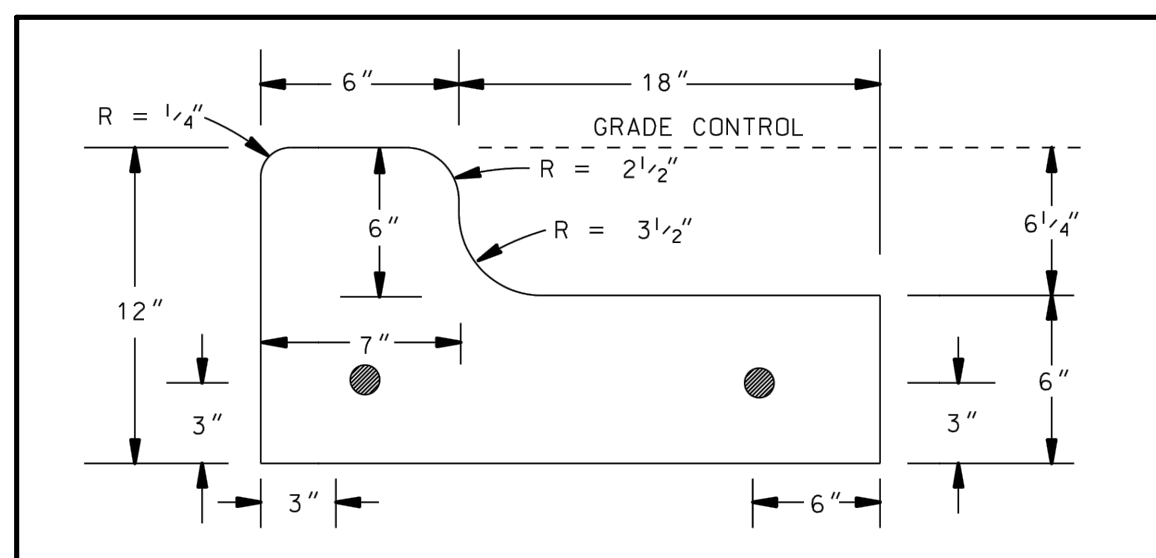 6" 18"
R = 1/4"
GRADE CONTROL
R = 2 1/2"
6" R = 3 1/2" 6 1/4"
12"
7"
6"
3" 3"
3" 6"